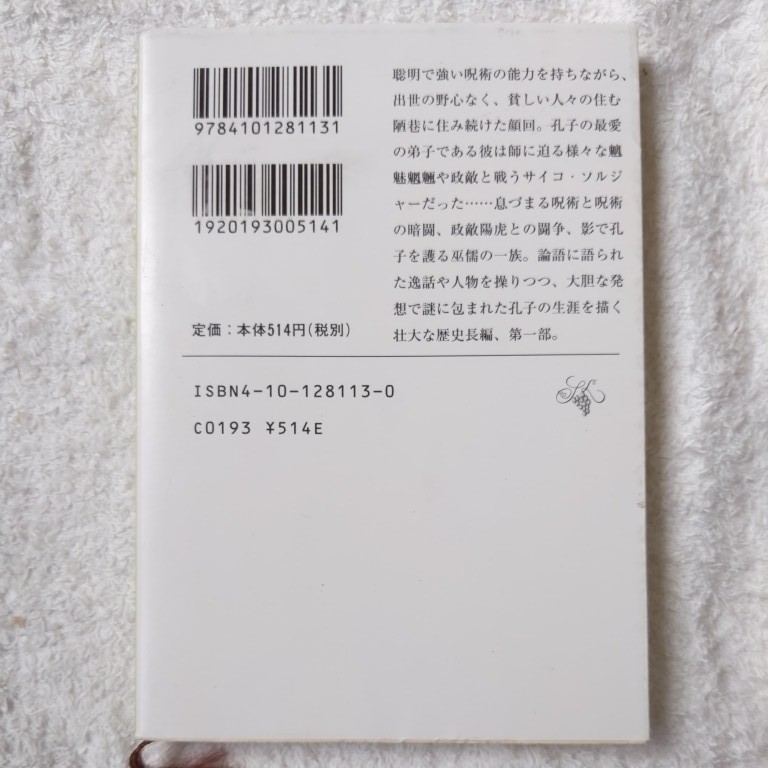 9784101281131
1920193005141
定価：本体514円（税別）
聡明で強い呪術の能力を持ちながら、
出世の野心なく、貧しい人々の住む
陋巷に住み続けた顔回。孔子の最愛
の弟子である彼は師に迫る様々な魑
魅魍魎や政敵と戦うサイコ・ソルジ
ャーだった……息づまる呪術と呪術
の暗闘、政敵陽虎との闘争、影で孔
子を護る巫儒の一族。論語に語られ
た逸話や人物を操りつつ、大胆な発
想で謎に包まれた孔子の生涯を描く
壮大な歴史長編、第一部。
ISBN4-10-128113-0
C0193 ¥514E